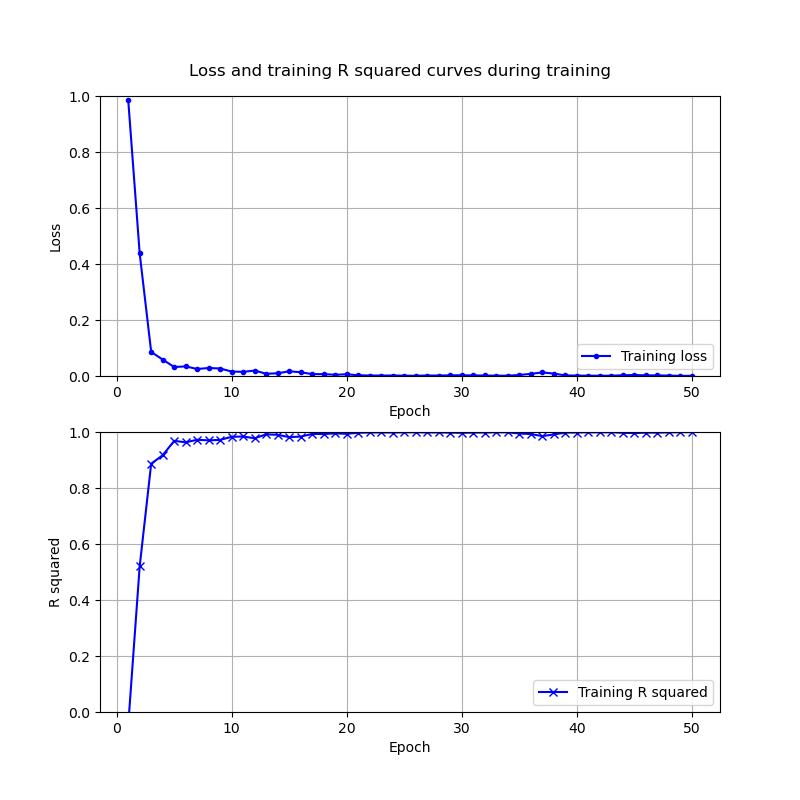 Loss and training R squared curves during training
1.0
0.8
0.6
0.4
0.2
0.0
Loss
Training loss
0 10 20 30 40 50
Epoch
1.0
0.8
0.6
0.4
0.2
0.0
R squared
Training R squared
0 10 20 30 40 50
Epoch